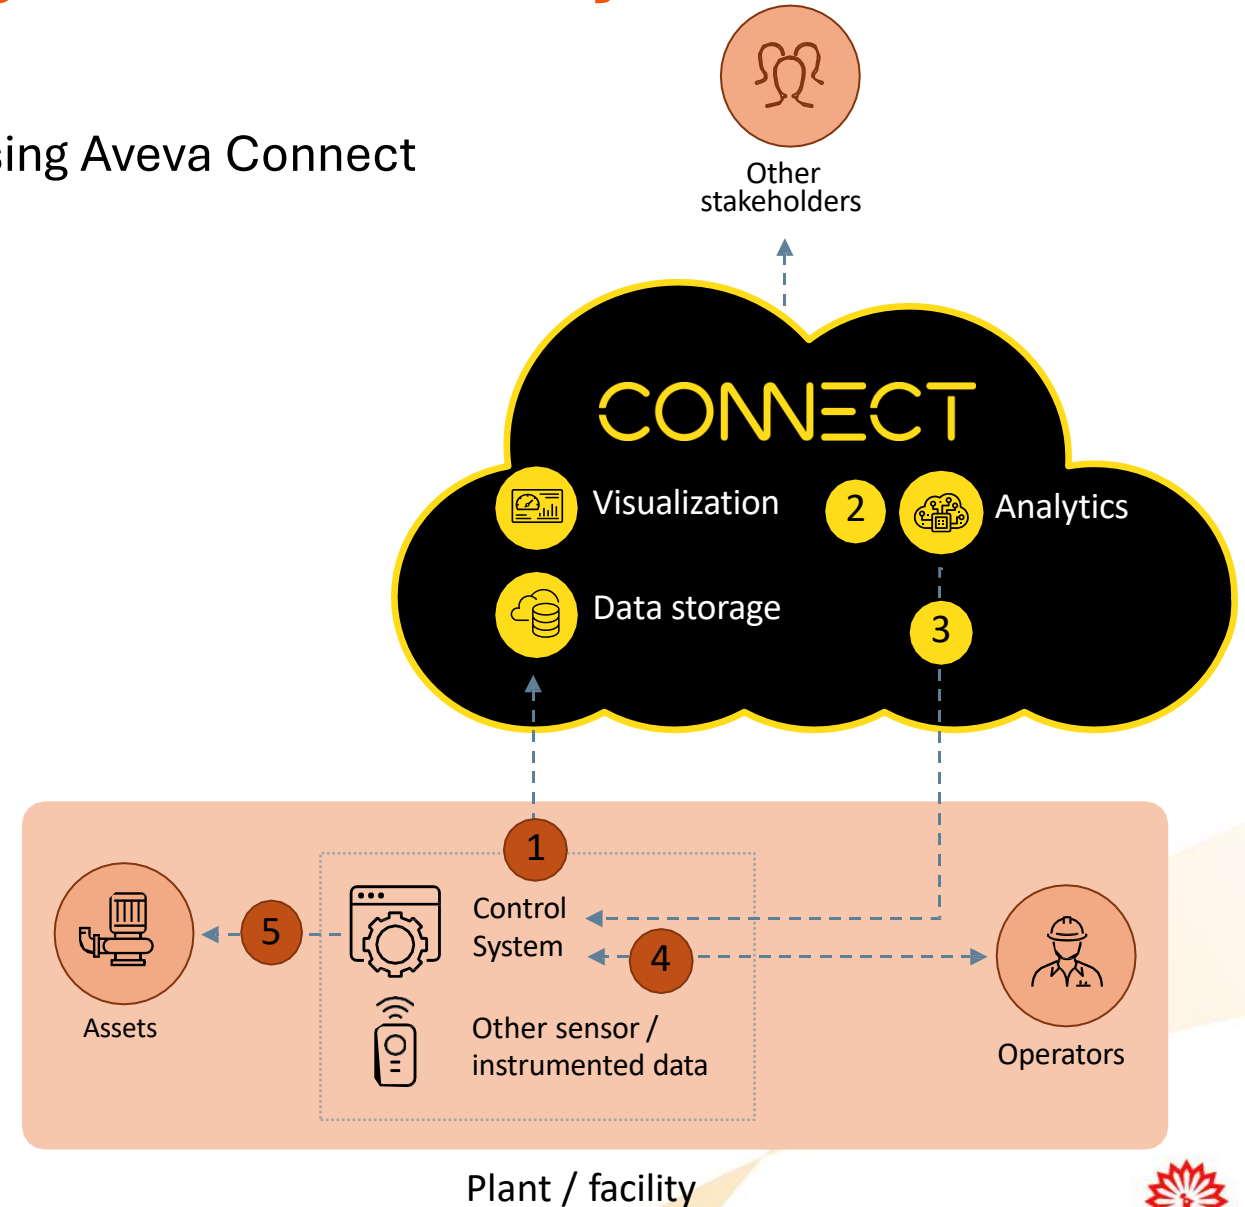 sing Aveva Connect
Other
stakeholders
CONNECT
Visualization
2
Analytics
Data storage
3
1
Control
System
5
4
Assets
Other sensor /
instrumented data
Operators
Plant / facility